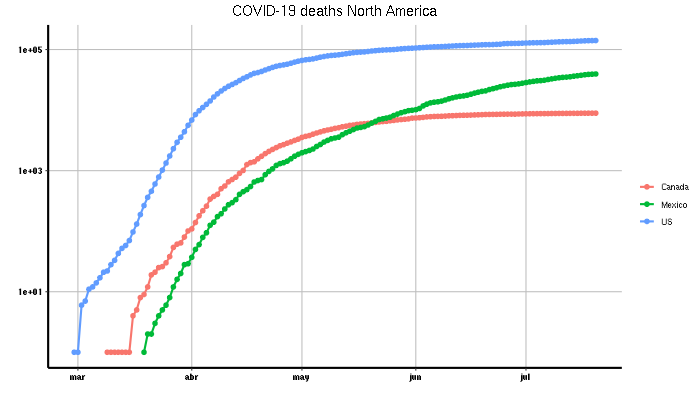 COVID-19 deaths North America
1e+05
1e+03
1e+01
mar abr may jun jul
Canada
Mexico
US